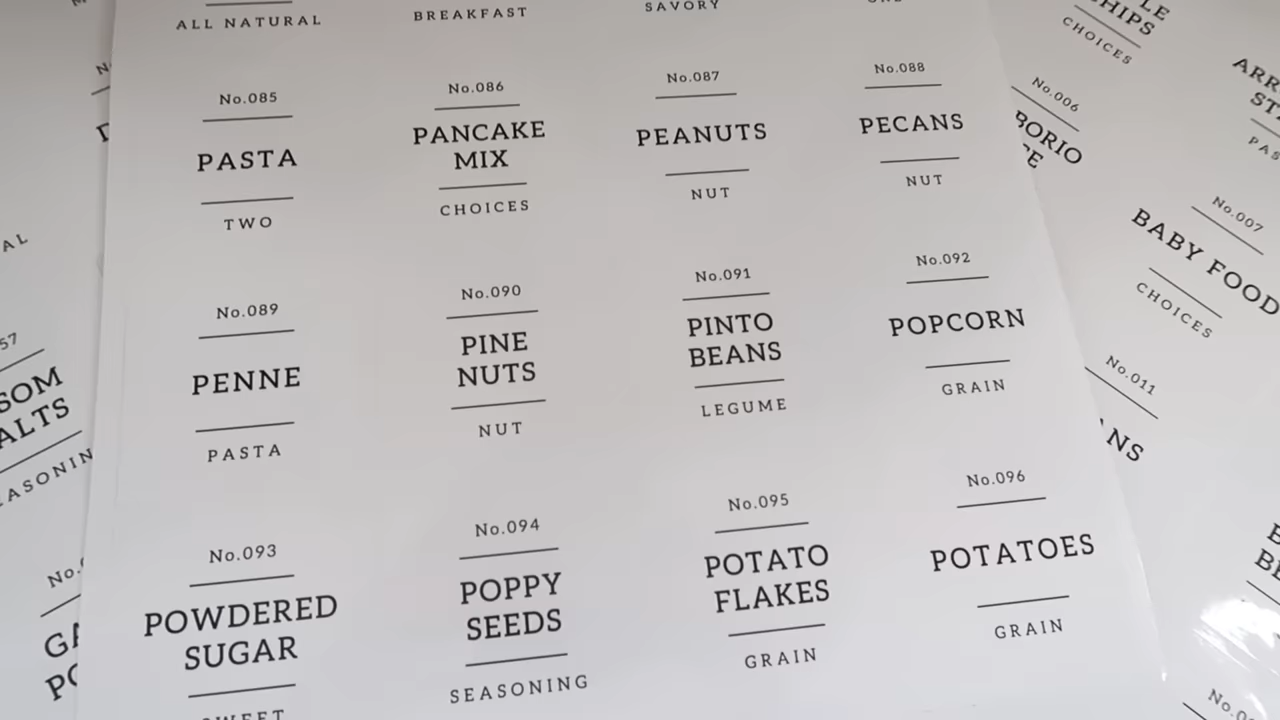 ALL NATURAL
BREAKFAST
SAVORY
No.085
PASTA
TWO
No.086
PANCAKE
MIX
CHOICES
No.087
PEANUTS
NUT
No.088
PECANS
NUT
No.089
PENNE
PASTA
No.090
PINE
NUTS
NUT
No.091
PINTO
BEANS
LEGUME
No.092
POPCORN
GRAIN
No.093
POWDERED
SUGAR
No.094
POPPY
SEEDS
SEASONING
No.095
POTATO
FLAKES
GRAIN
No.096
POTATOES
GRAIN
CHOICES
No.006
No.007
BABY FOOD
CHOICES
No.011